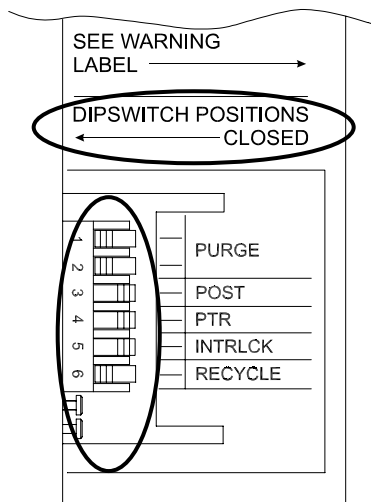 SEE WARNING
LABEL
DIPSWITCH POSITIONS
CLOSED
1
2
3
4
5
6
PURGE
POST
PTR
INTRLCK
RECYCLE